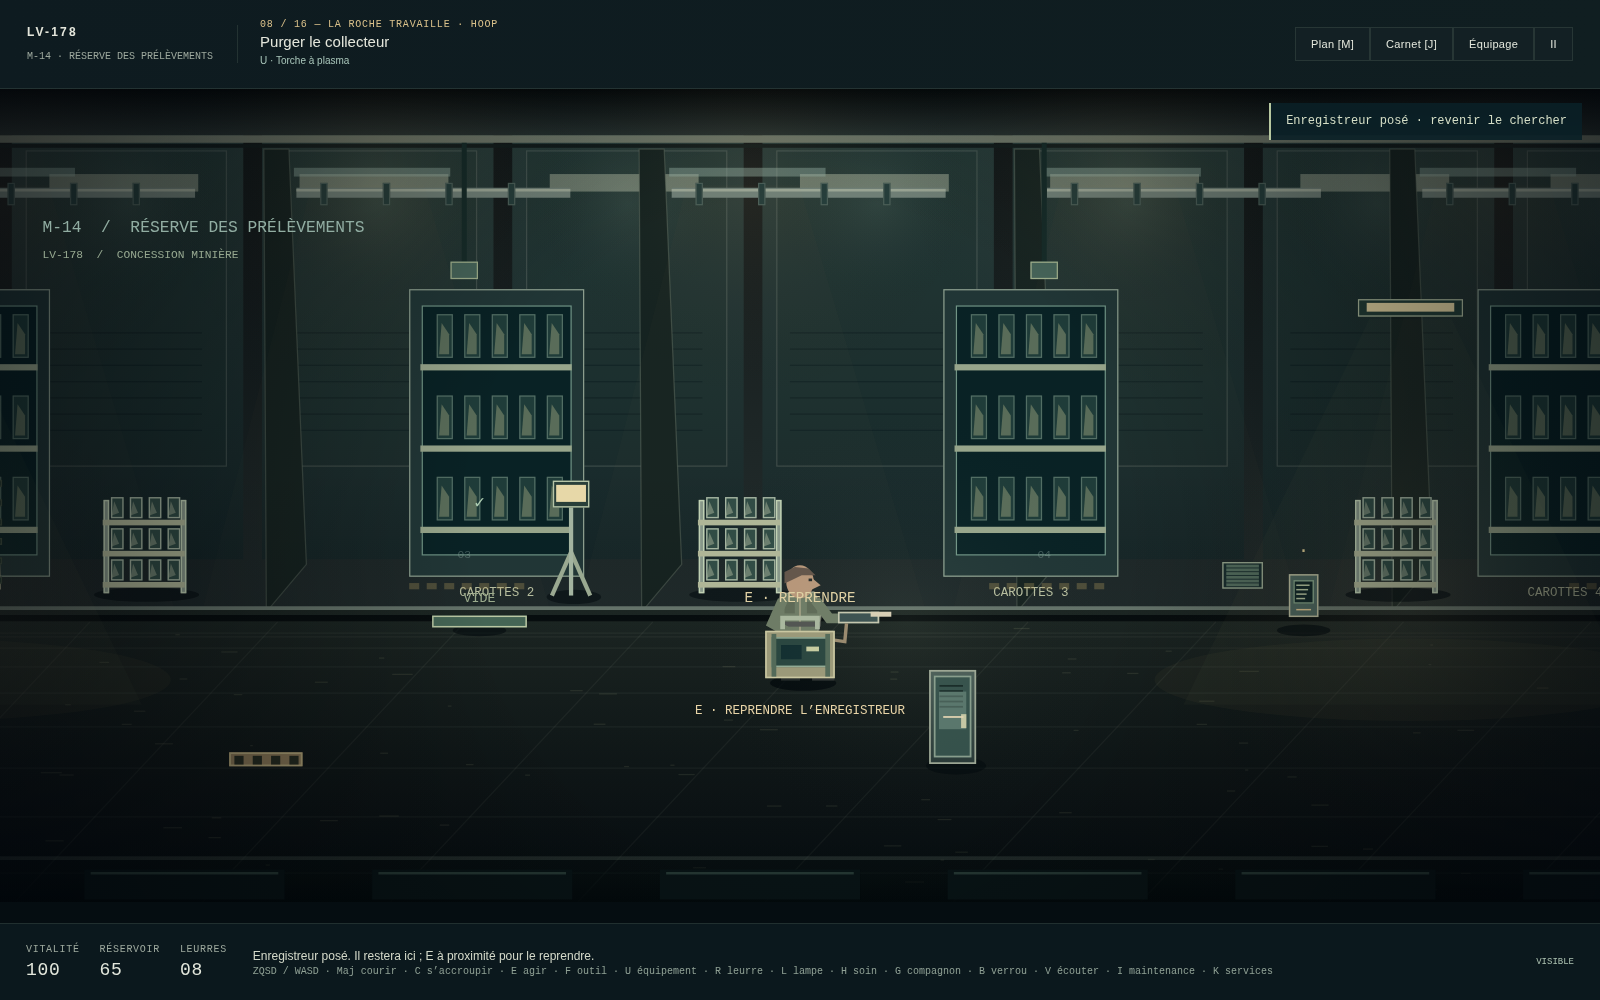 LV-178
M-14 · RÉSERVE DES PRÉLÈVEMENTS
08 / 16 — LA ROCHE TRAVAILLE · HOOP
Purger le collecteur
U · Torche à plasma
Plan [M]
Carnet [J]
Équipage
II
Enregistreur posé · revenir le chercher
M-14 / RÉSERVE DES PRÉLÈVEMENTS
LV-178 / CONCESSION MINIÈRE
✓
03
04
CAROTTES 2
VIDE
E · REPRENDRE
CAROTTES 3
CAROTTES 4
E · REPRENDRE L’ENREGISTREUR
VITALITÉ
100
RÉSERVOIR
65
LEURRES
08
Enregistreur posé. Il restera ici ; E à proximité pour le reprendre.
ZQSD / WASD · Maj courir · C s’accroupir · E agir · F outil · U équipement · R leurre · L lampe · H soin · G compagnon · B verrou · V écouter · I maintenance · K services
VISIBLE